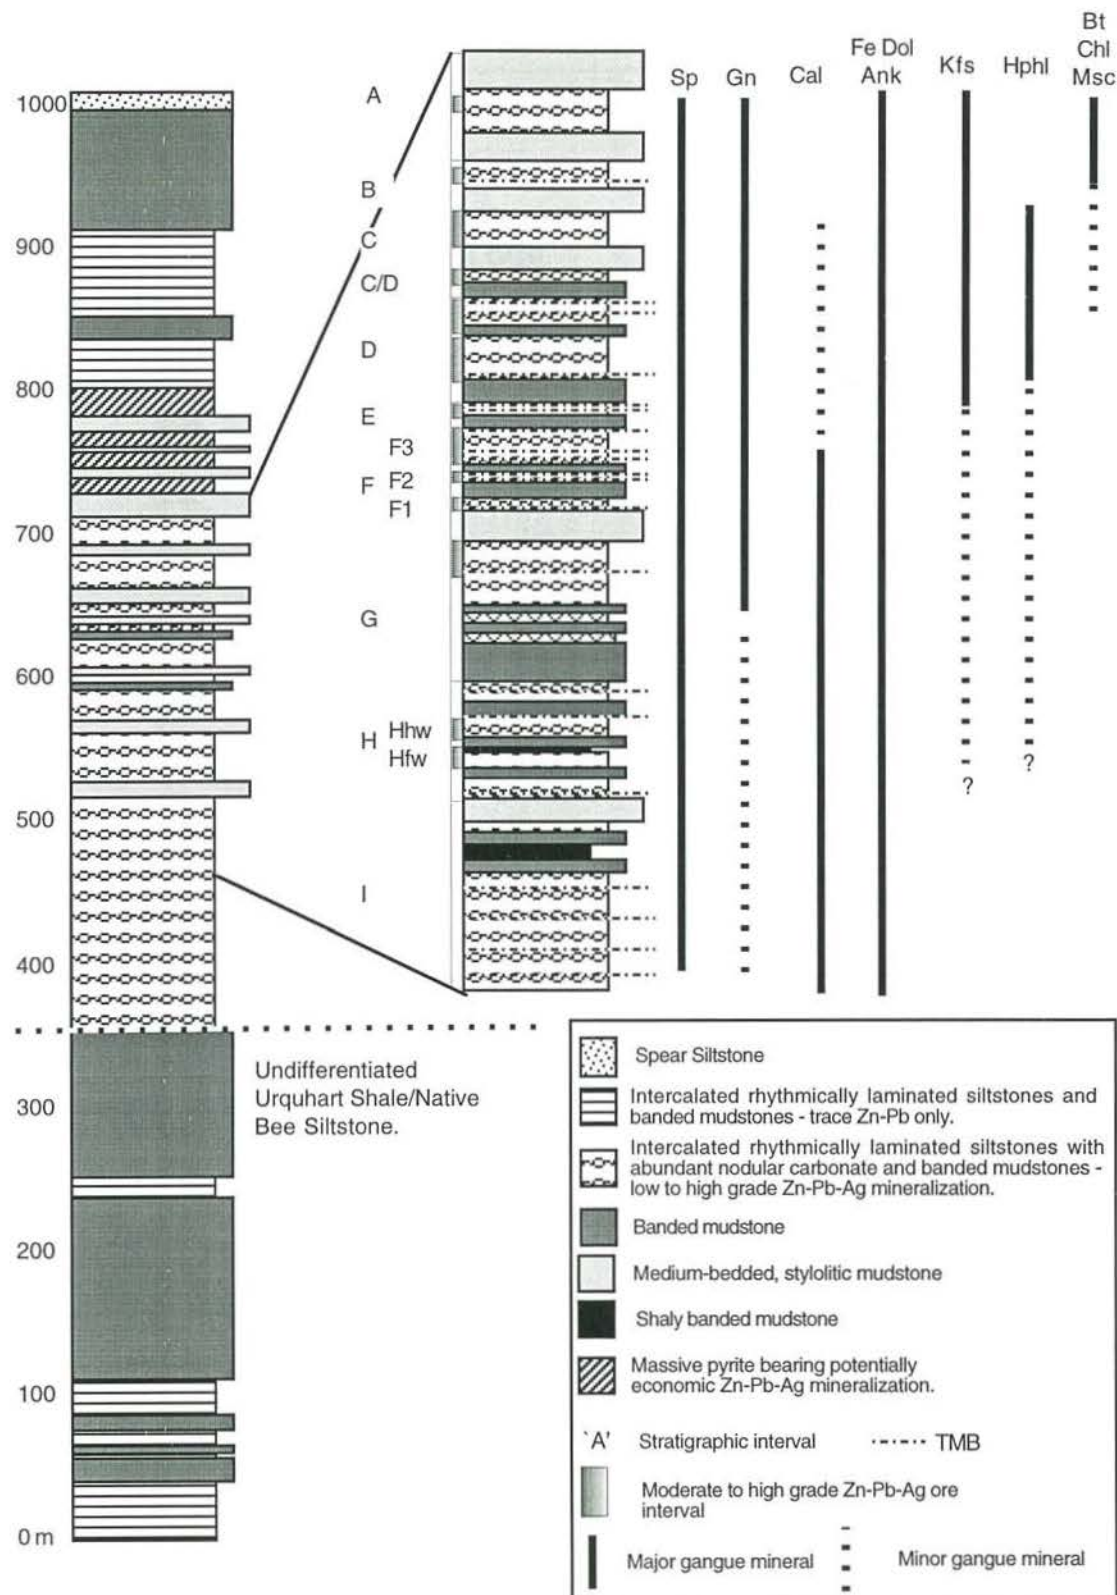 Bt
Chl
Msc
Fe Dol
Ank
Sp
Gn
Cal
Kfs
Hphl
1000
900
800
700
600
500
400
300
200
100
0 m
A
B
C
C/D
D
E
F3
F F2
F1
G
H Hhw
Hfw
I
?
?
Undifferentiated
Urquhart Shale/Native
Bee Siltstone.
Spear Siltstone
Intercalated rhythmically laminated siltstones and
banded mudstones - trace Zn-Pb only.
Intercalated rhythmically laminated siltstones with
abundant nodular carbonate and banded mudstones -
low to high grade Zn-Pb-Ag mineralization.
Banded mudstone
Medium-bedded, stylolitic mudstone
Shaly banded mudstone
Massive pyrite bearing potentially
economic Zn-Pb-Ag mineralization.
'A' Stratigraphic interval TMB
Moderate to high grade Zn-Pb-Ag ore
interval
Major gangue mineral Minor gangue mineral